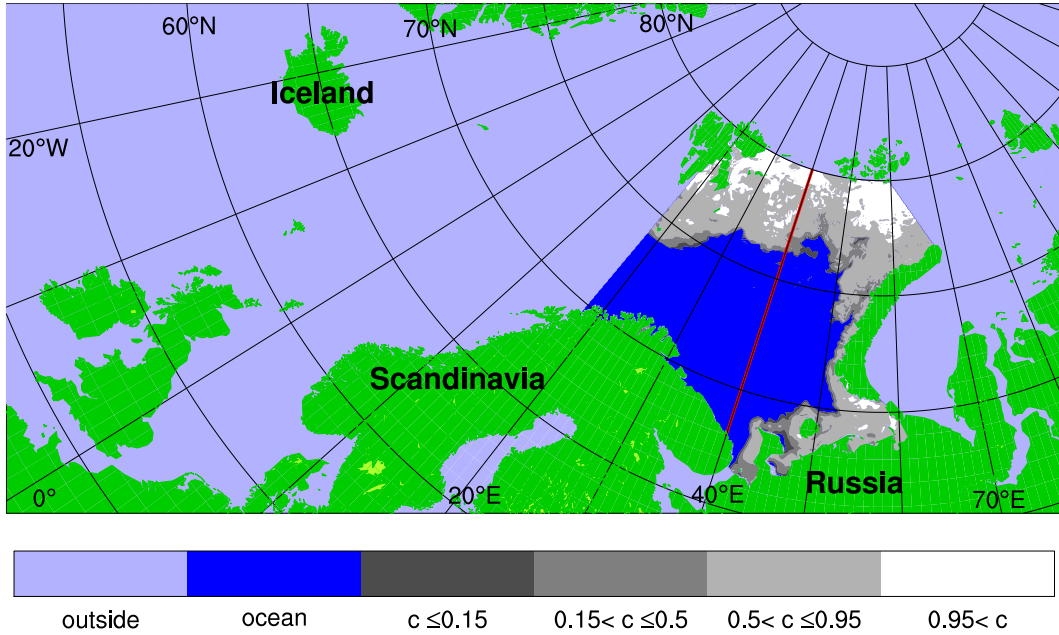 60°N
70°N
80°N
Iceland
20°W
Scandinavia
0°
20°E
40°E
Russia
70°E
outside
ocean
c ≤0.15
0.15< c ≤0.5
0.5< c ≤0.95
0.95< c